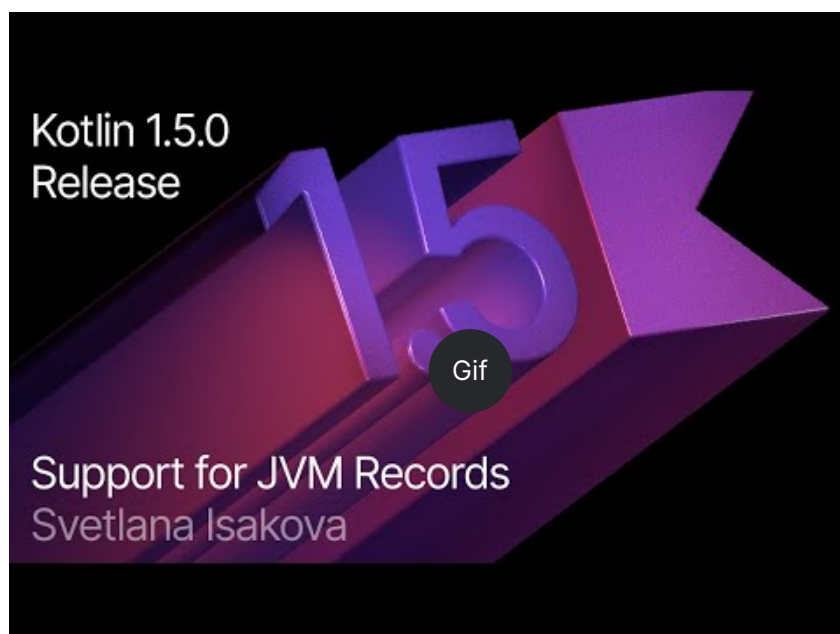 Kotlin 1.5.0
Release
15
Gif
Support for JVM Records
Svetlana Isakova